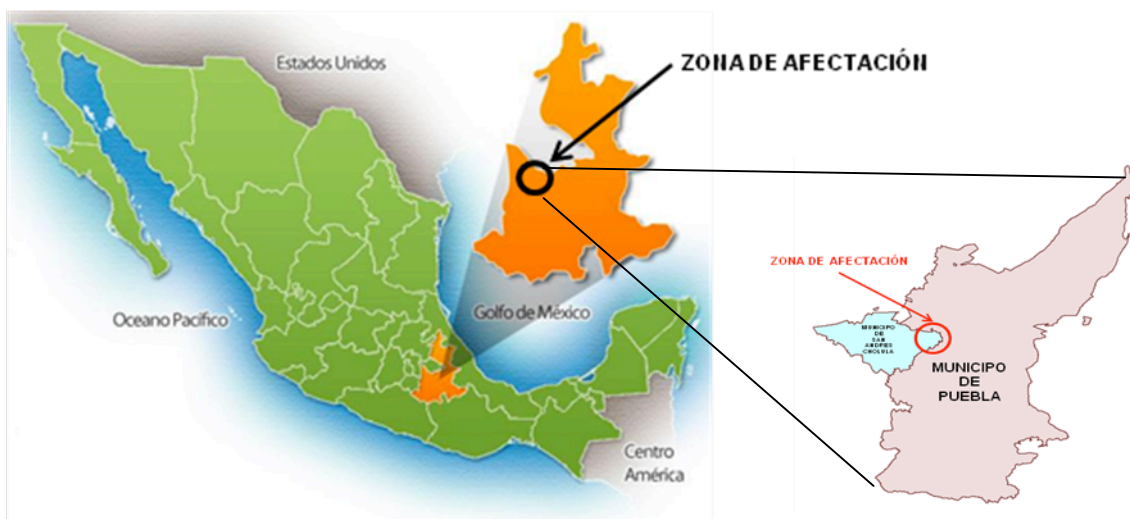 Estados Unidos
ZONA DE AFECTACIÓN
ZONA DE AFECTACIÓN
Golfo de México
Oceano Pacífico
MUNICIPIO
DE
SAN
ANDRES
CHOLULA
MUNICIPO
DE
PUEBLA
Centro
América